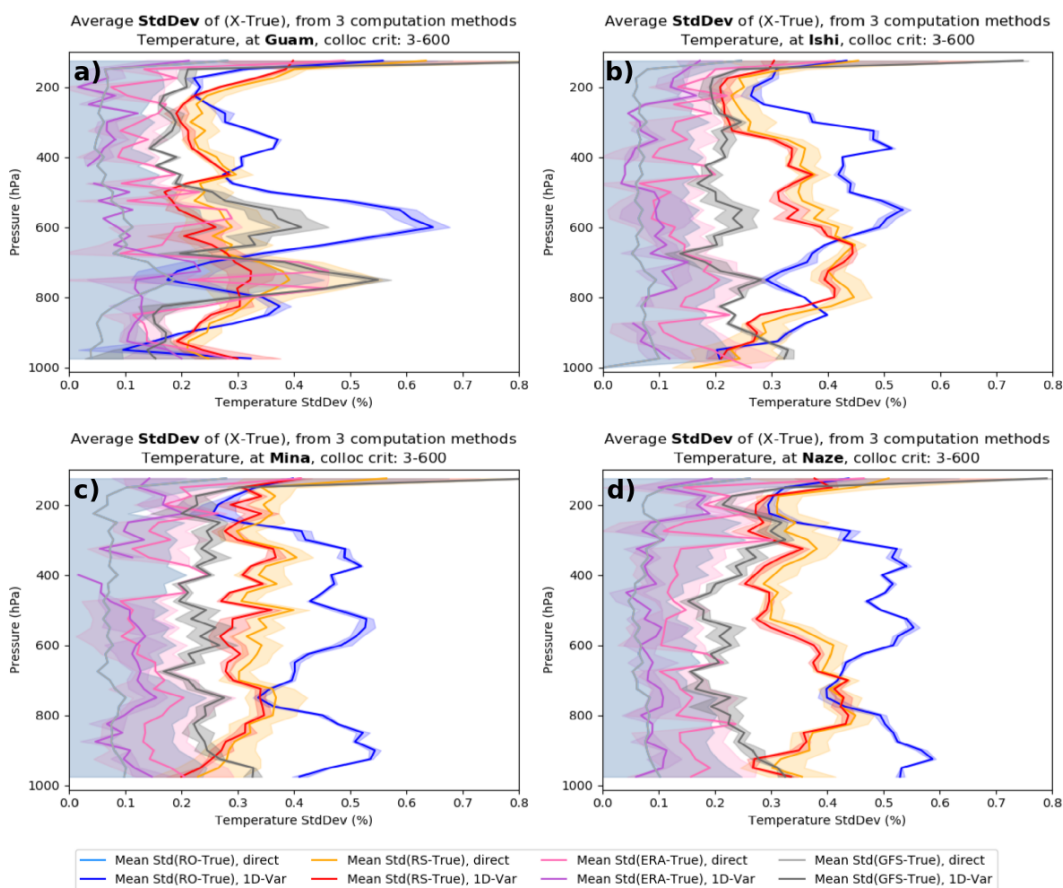 Average StdDev of (X-True), from 3 computation methods
Temperature, at Guam, colloc crit: 3-600
a)
Pressure (hPa)
200
400
600
800
1000
0.0 0.1 0.2 0.3 0.4 0.5 0.6 0.7 0.8
Temperature StdDev (%)
Average StdDev of (X-True), from 3 computation methods
Temperature, at Ishi, colloc crit: 3-600
b)
Pressure (hPa)
200
400
600
800
1000
0.0 0.1 0.2 0.3 0.4 0.5 0.6 0.7 0.8
Temperature StdDev (%)
Average StdDev of (X-True), from 3 computation methods
Temperature, at Mina, colloc crit: 3-600
c)
Pressure (hPa)
200
400
600
800
1000
0.0 0.1 0.2 0.3 0.4 0.5 0.6 0.7 0.8
Temperature StdDev (%)
Average StdDev of (X-True), from 3 computation methods
Temperature, at Naze, colloc crit: 3-600
d)
Pressure (hPa)
200
400
600
800
1000
0.0 0.1 0.2 0.3 0.4 0.5 0.6 0.7 0.8
Temperature StdDev (%)
Mean Std(RO-True), direct
Mean Std(RO-True), 1D-Var
Mean Std(RS-True), direct
Mean Std(RS-True), 1D-Var
Mean Std(ERA-True), direct
Mean Std(ERA-True), 1D-Var
Mean Std(GFS-True), direct
Mean Std(GFS-True), 1D-Var